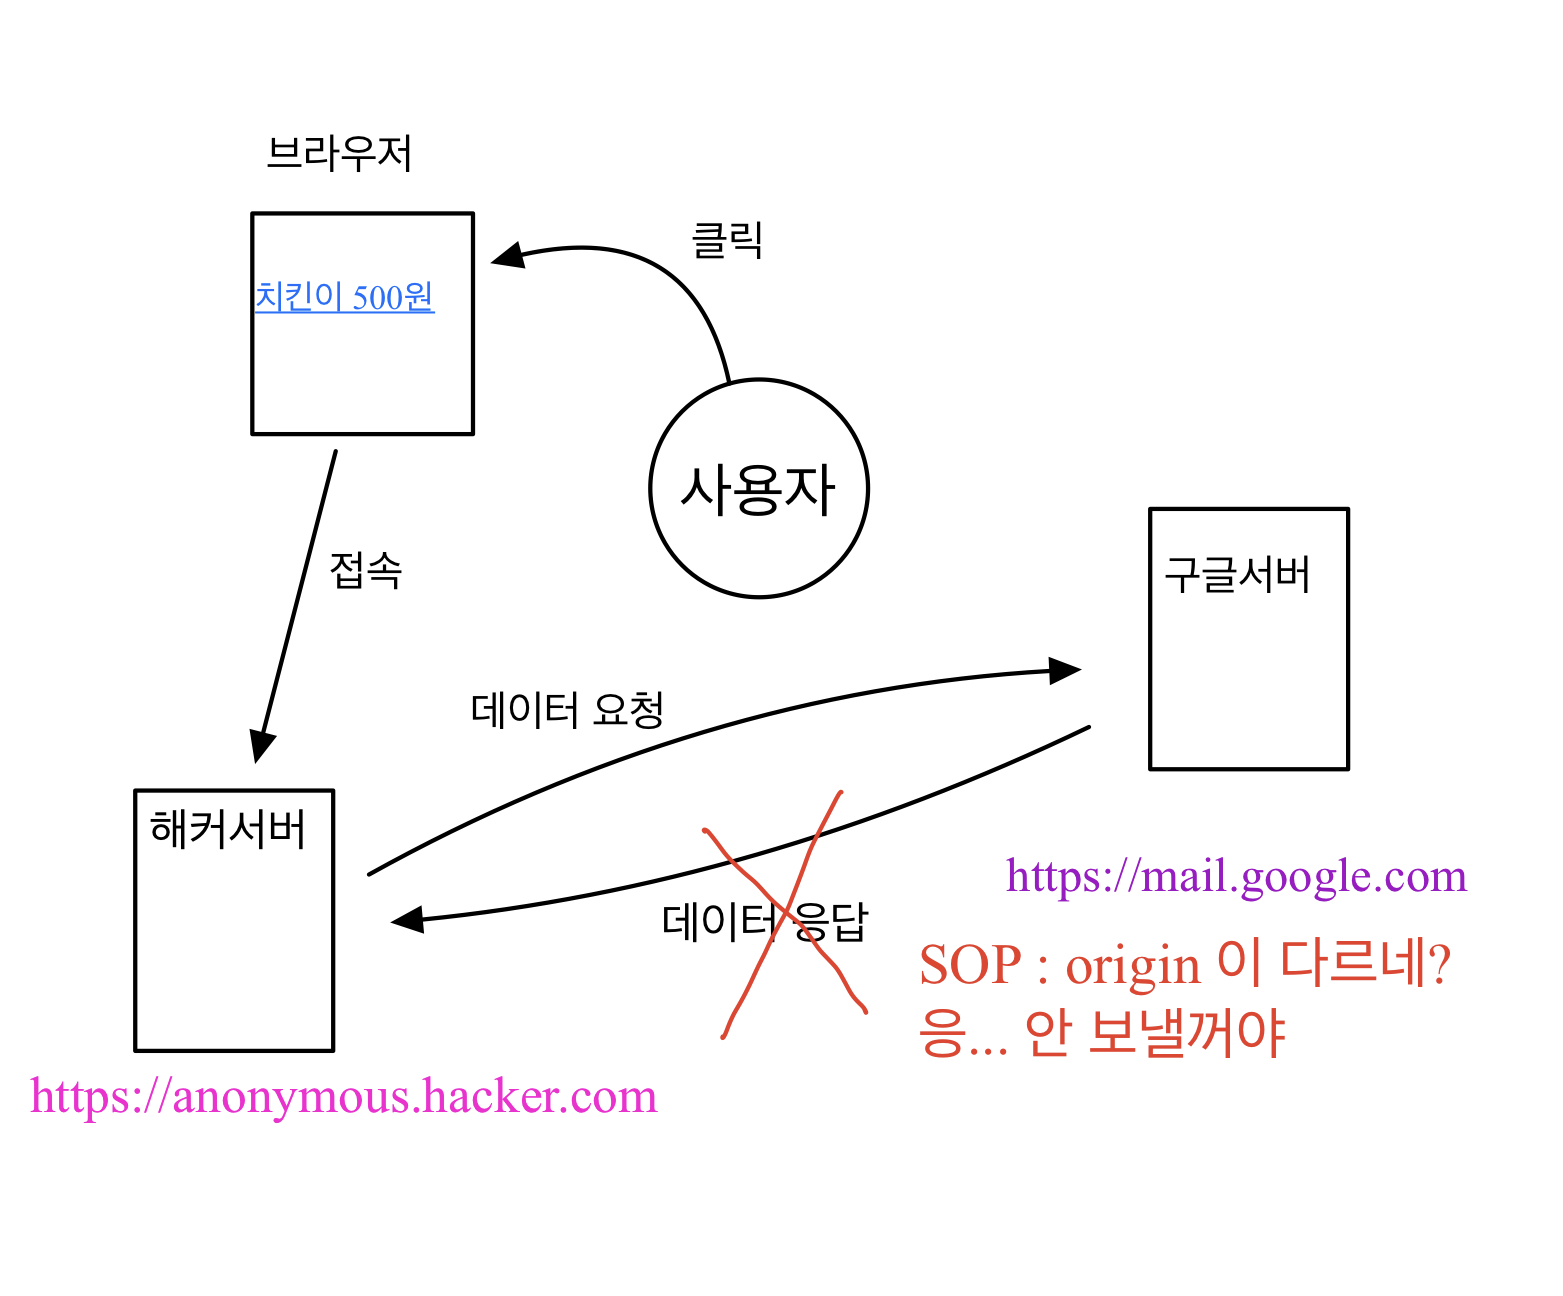 브라우저
클릭
치킨이 500원
사용자
접속
구글서버
데이터 요청
해커서버
https://mail.google.com
데이터 응답
SOP : origin 이 다르네?
응... 안 보낼꺼야
https://anonymous.hacker.com